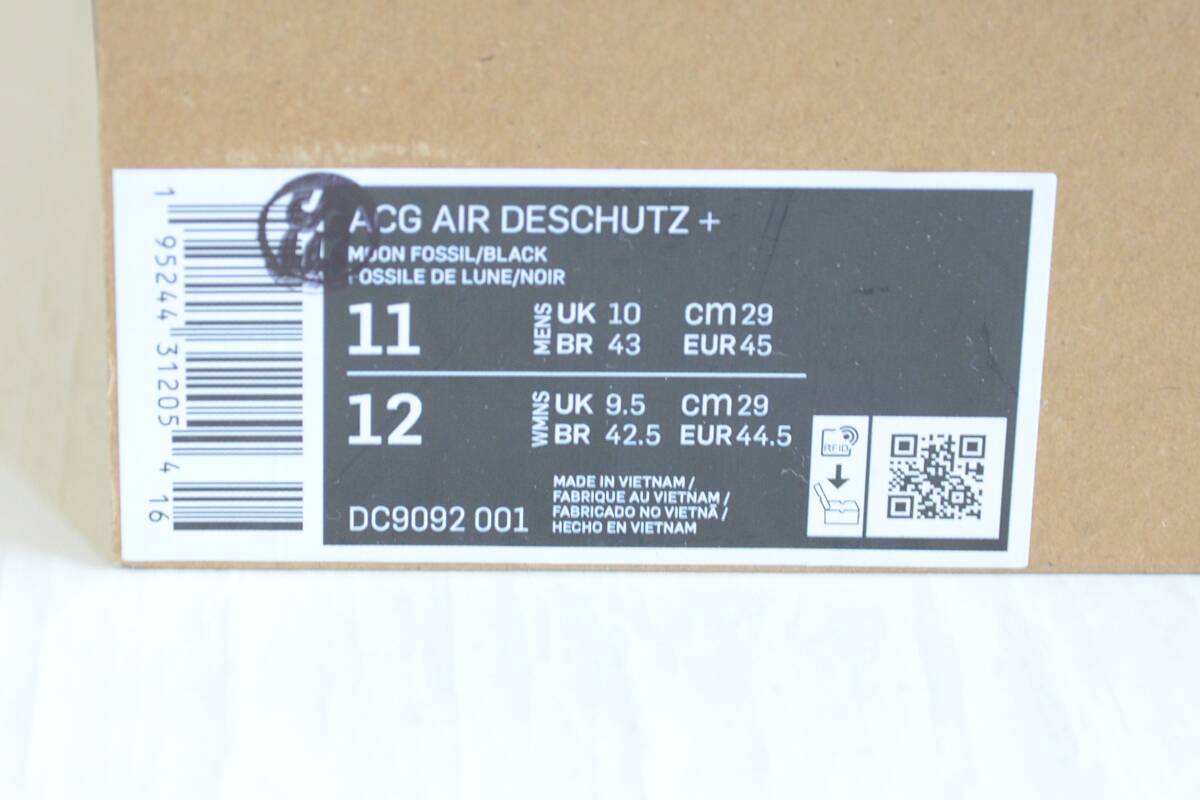 1 95244 31205 4 16
ACG AIR DESCHUTZ +
MOON FOSSIL/BLACK
FOSSILE DE LUNE/NOIR
11 MENS UK 10 cm 29
BR 43 EUR 45
12 WMNS UK 9.5 cm 29
BR 42.5 EUR 44.5
DC9092 001
MADE IN VIETNAM /
FABRIQUE AU VIETNAM /
FABRICADO NO VIETNÃ /
HECHO EN VIETNAM
RFID